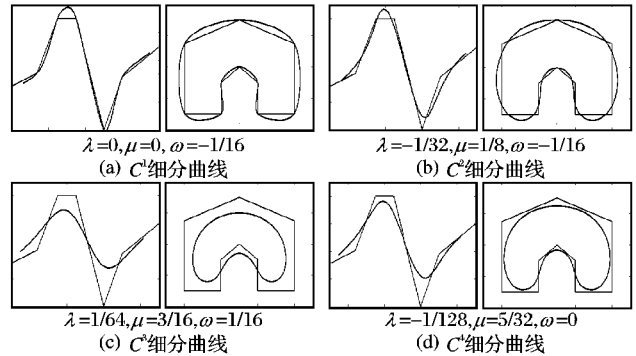 λ=0,μ=0,ω=-1/16
(a) C¹细分曲线
λ=-1/32,μ=1/8,ω=-1/16
(b) C²细分曲线
λ=1/64,μ=3/16,ω=1/16
(c) C³细分曲线
λ=-1/128,μ=5/32,ω=0
(d) C⁴细分曲线